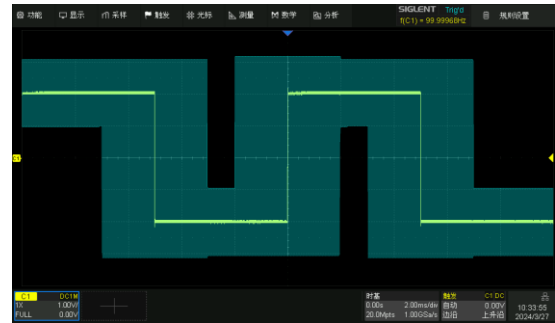 功能 显示 采样 触发 光标 测量 数学 分析 SIGLENT Trig'd
f(C1) = 99.99968Hz
规则设置
C1
C1 DC1M
1X 1.00V/
FULL 0.00V
时基
0.00s 2.00ms/div
20.0Mpts 1.00GSa/s
触发 C1 DC
自动 0.00V
边沿 上升沿
10:33:55
2024/3/27